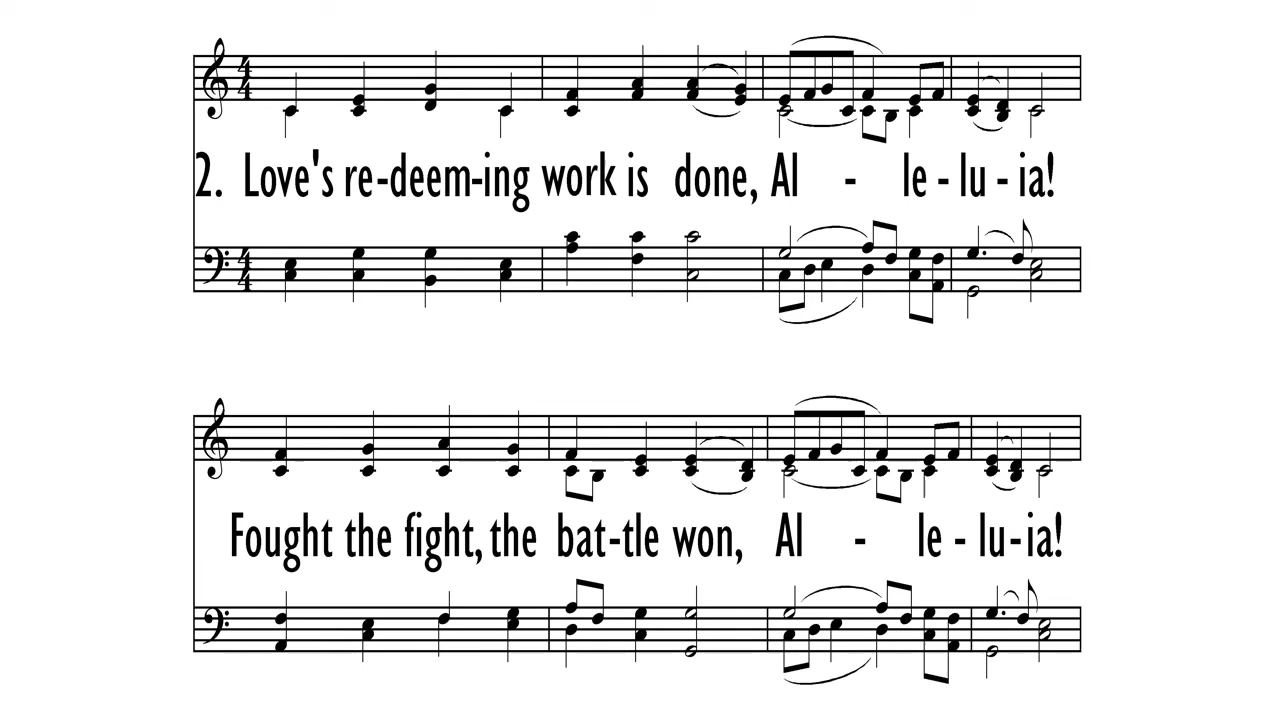 2. Love's re-deem-ing work is done, Al - le - lu - ia!
Fought the fight, the bat-tle won, Al - le - lu-ia!